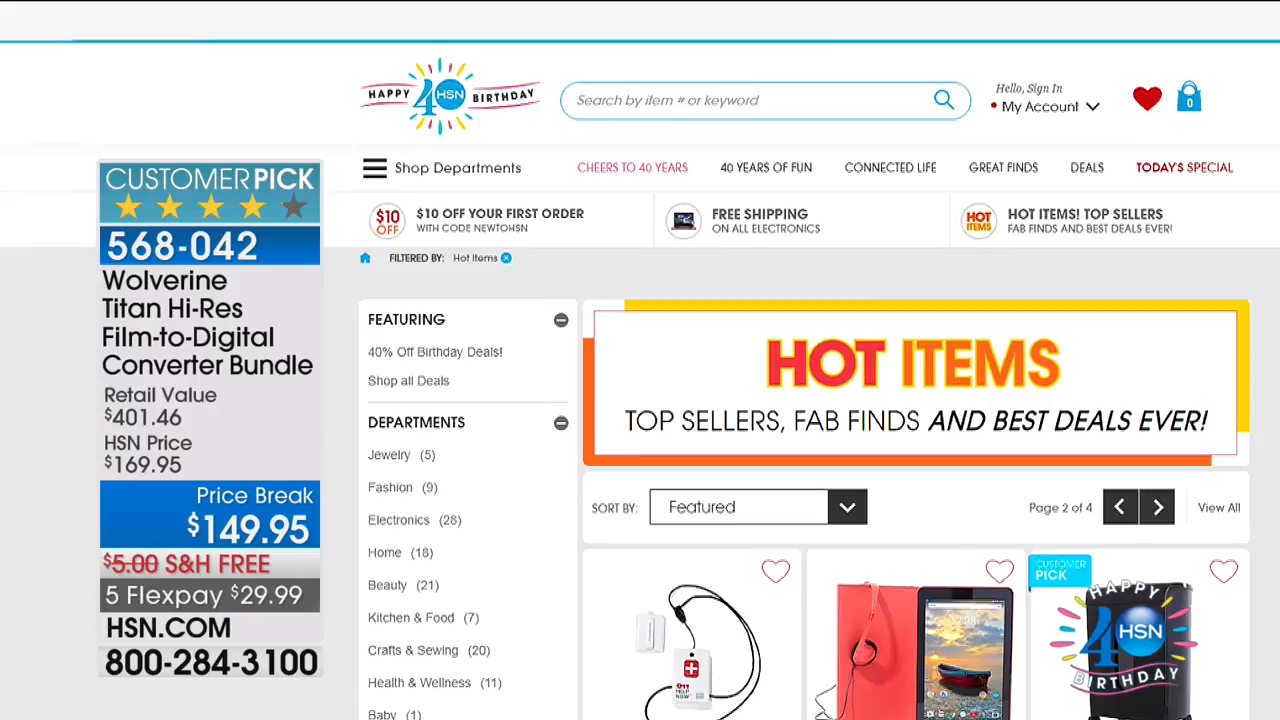 HAPPY 40 HSN BIRTHDAY
Search by item # or keyword
Hello, Sign In
My Account
0
Shop Departments
CHEERS TO 40 YEARS
40 YEARS OF FUN
CONNECTED LIFE
GREAT FINDS
DEALS
TODAY'S SPECIAL
$10 OFF
$10 OFF YOUR FIRST ORDER
WITH CODE NEWTOHSN
FREE SHIPPING
ON ALL ELECTRONICS
HOT ITEMS
HOT ITEMS! TOP SELLERS
FAB FINDS AND BEST DEALS EVER!
CUSTOMER PICK
568-042
Wolverine
Titan Hi-Res
Film-to-Digital
Converter Bundle
Retail Value
$401.46
HSN Price
$169.95
Price Break
$149.95
$5.00 S&H FREE
5 Flexpay $29.99
HSN.COM
800-284-3100
FILTERED BY: Hot Items
FEATURING
40% Off Birthday Deals!
Shop all Deals
DEPARTMENTS
Jewelry (5)
Fashion (9)
Electronics (28)
Home (18)
Beauty (21)
Kitchen & Food (7)
Crafts & Sewing (20)
Health & Wellness (11)
Baby (1)
HOT ITEMS
TOP SELLERS, FAB FINDS AND BEST DEALS EVER!
SORT BY: Featured
Page 2 of 4
View All
911
HELP
NOW
CUSTOMER
PICK
HAPPY
40 HSN
BIRTHDAY